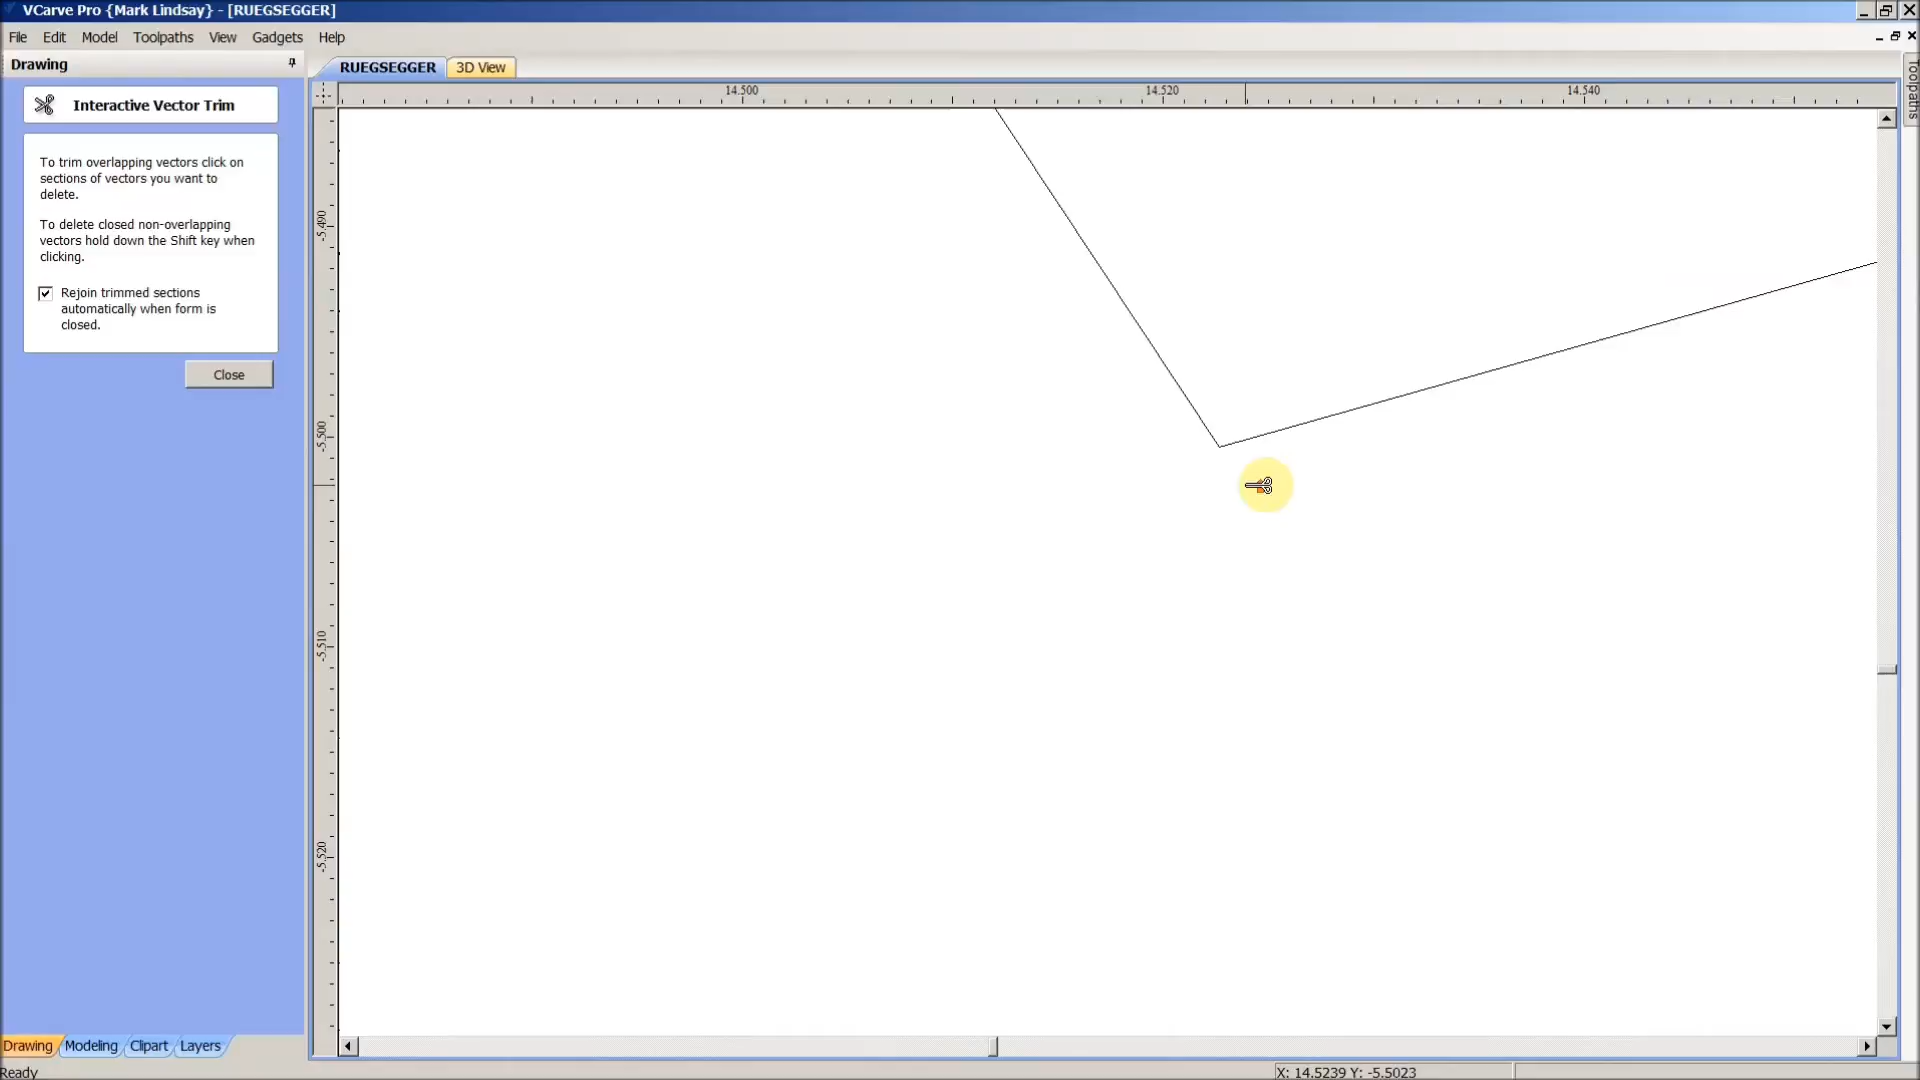 VCarve Pro {Mark Lindsay} - [RUEGSEGGER]
File Edit Model Toolpaths View Gadgets Help
Drawing
RUEGSEGGER 3D View
Toolpaths
Interactive Vector Trim
14.500 14.520 14.540
To trim overlapping vectors click on
sections of vectors you want to
delete.
To delete closed non-overlapping
vectors hold down the Shift key when
clicking.
Rejoin trimmed sections
automatically when form is
closed.
Close
-5.490
-5.500
-5.510
-5.520
Drawing Modeling Clipart Layers
Ready
X: 14.5239 Y: -5.5023